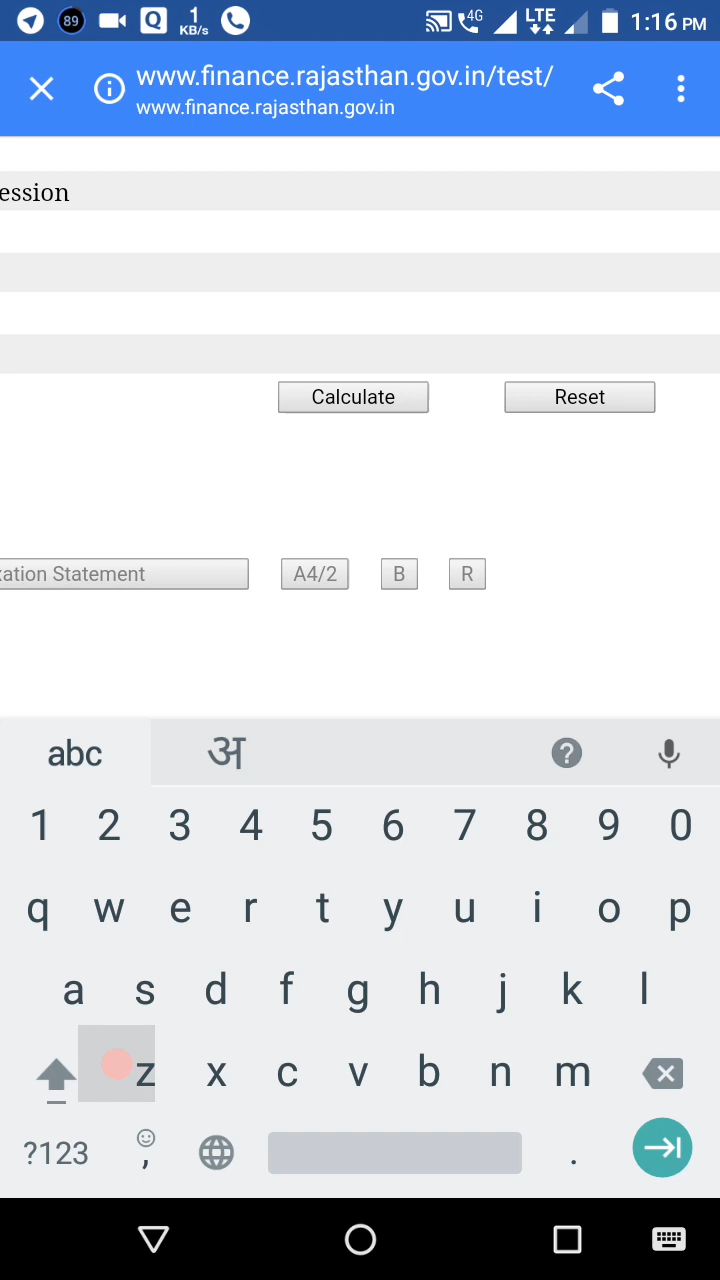 89 Q 1 KB/s 4G LTE 1:16 PM
www.finance.rajasthan.gov.in/test/
www.finance.rajasthan.gov.in
ession
Calculate Reset
ation Statement A4/2 B R
abc अ ?
1 2 3 4 5 6 7 8 9 0
q w e r t y u i o p
a s d f g h j k l
z x c v b n m
?123 , .